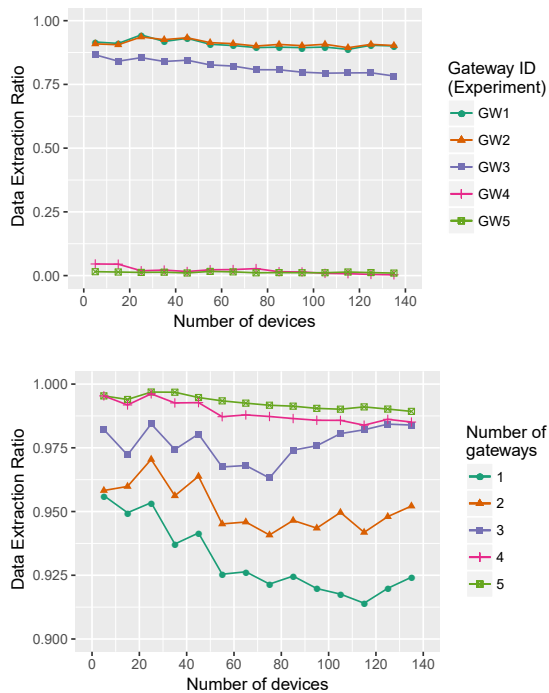 1.00
0.75
0.50
0.25
0.00
Data Extraction Ratio
0 20 40 60 80 100 120 140
Number of devices
Gateway ID
(Experiment)
GW1
GW2
GW3
GW4
GW5
1.000
0.975
0.950
0.925
0.900
Data Extraction Ratio
0 20 40 60 80 100 120 140
Number of devices
Number of
gateways
1
2
3
4
5